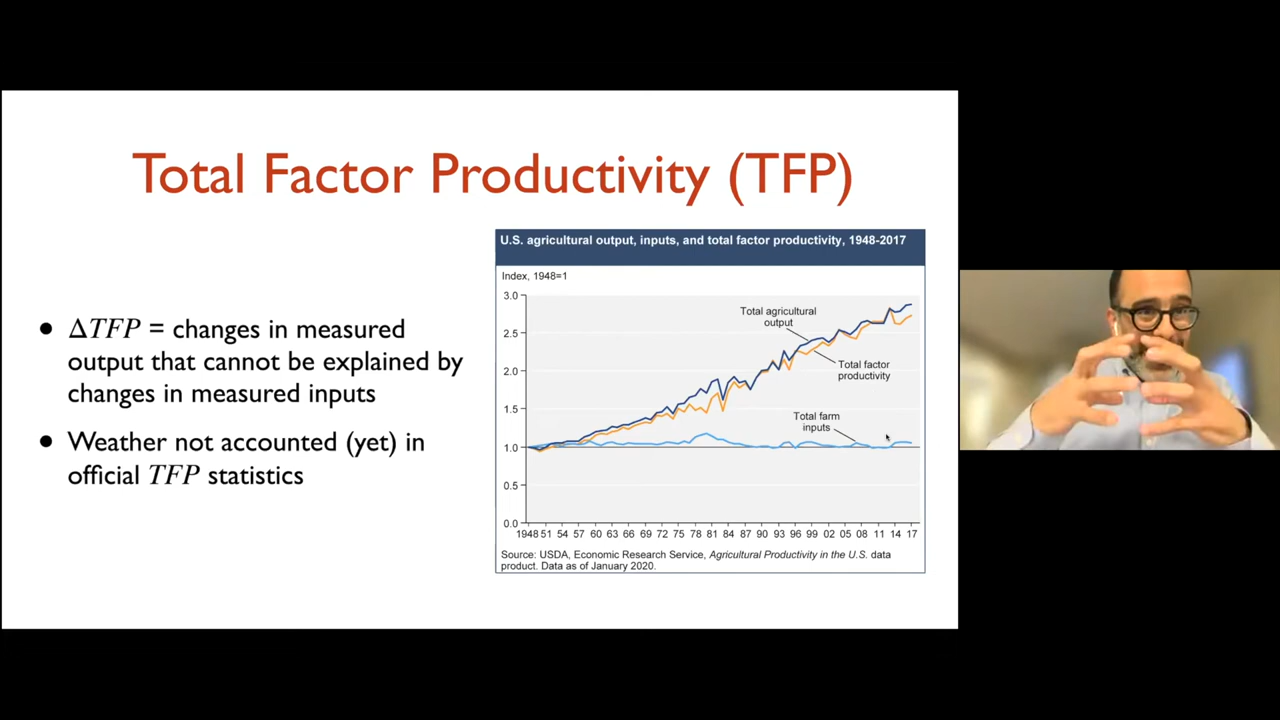 Total Factor Productivity (TFP)
• ΔTFP = changes in measured
output that cannot be explained by
changes in measured inputs
• Weather not accounted (yet) in
official TFP statistics
U.S. agricultural output, inputs, and total factor productivity, 1948-2017
Index, 1948=1
3.0
2.5
2.0
1.5
1.0
0.5
0.0
Total agricultural
output
Total factor
productivity
Total farm
inputs
1948 51 54 57 60 63 66 69 72 75 78 81 84 87 90 93 96 99 02 05 08 11 14 17
Source: USDA, Economic Research Service, Agricultural Productivity in the U.S. data
product. Data as of January 2020.